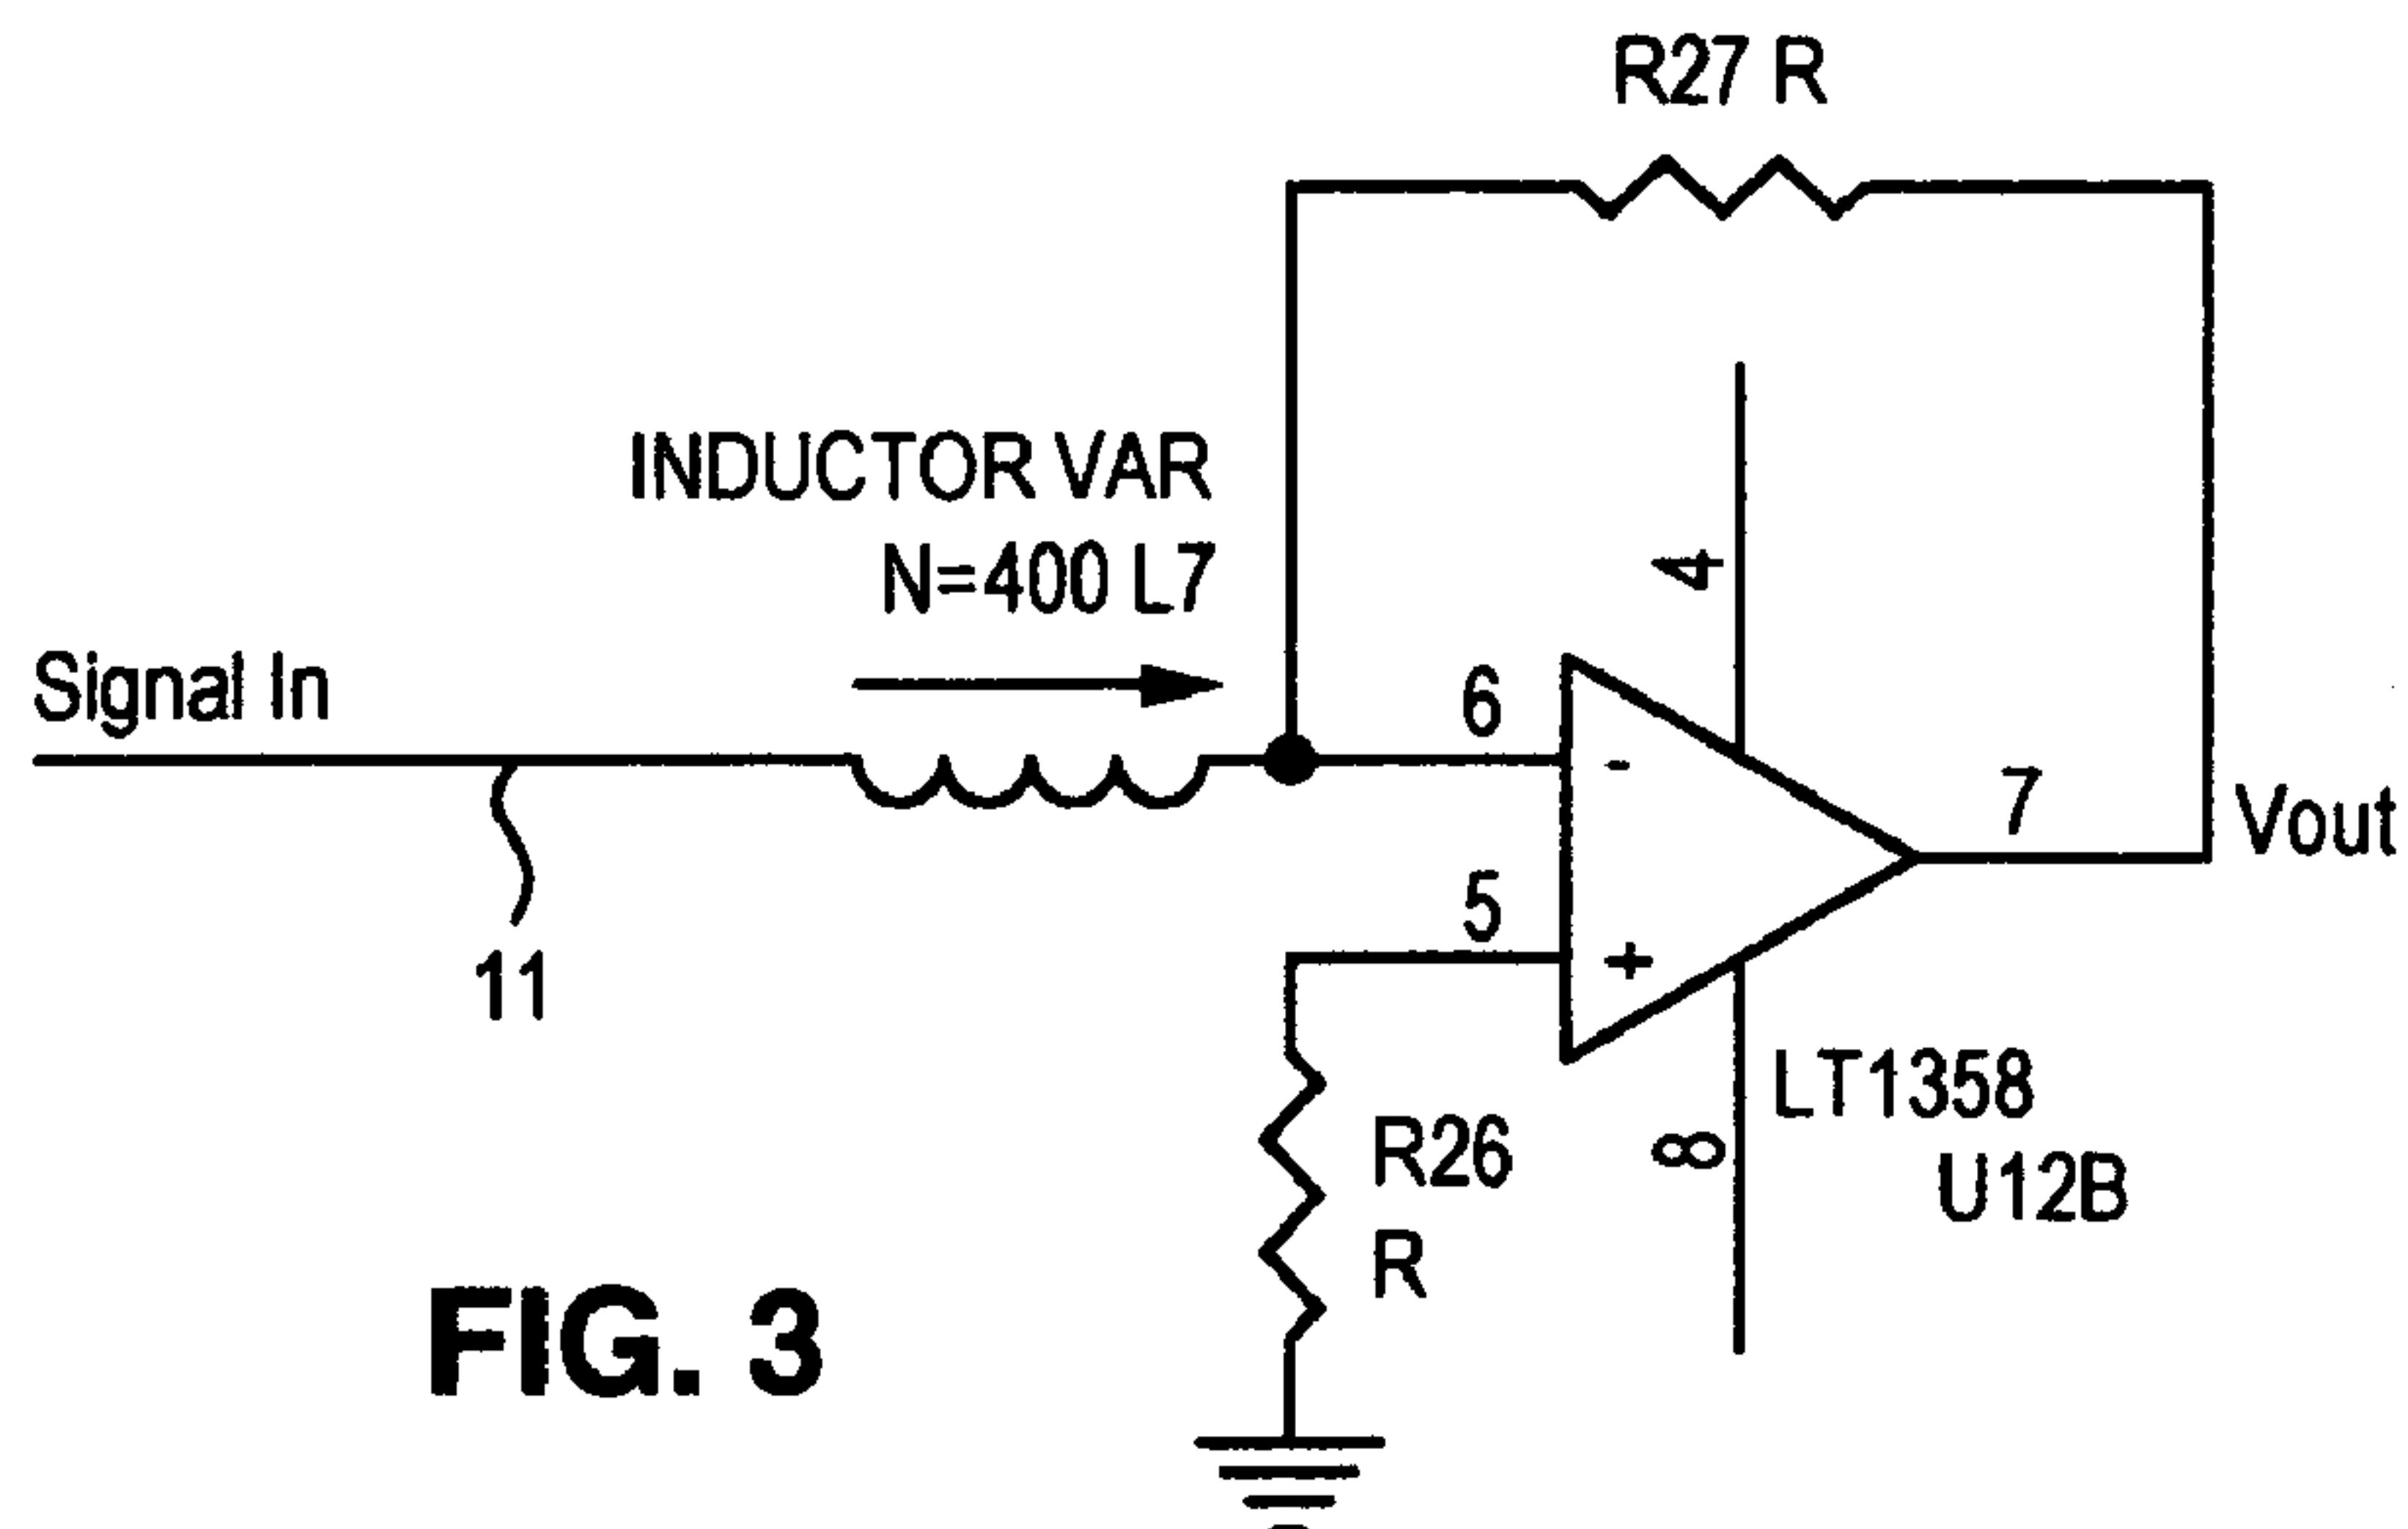 R27 R
INDUCTOR VAR
N=400 L7
Signal In
4
6
-
7
Vout
5
+
11
LT1358
8
U12B
R26
R
FIG. 3